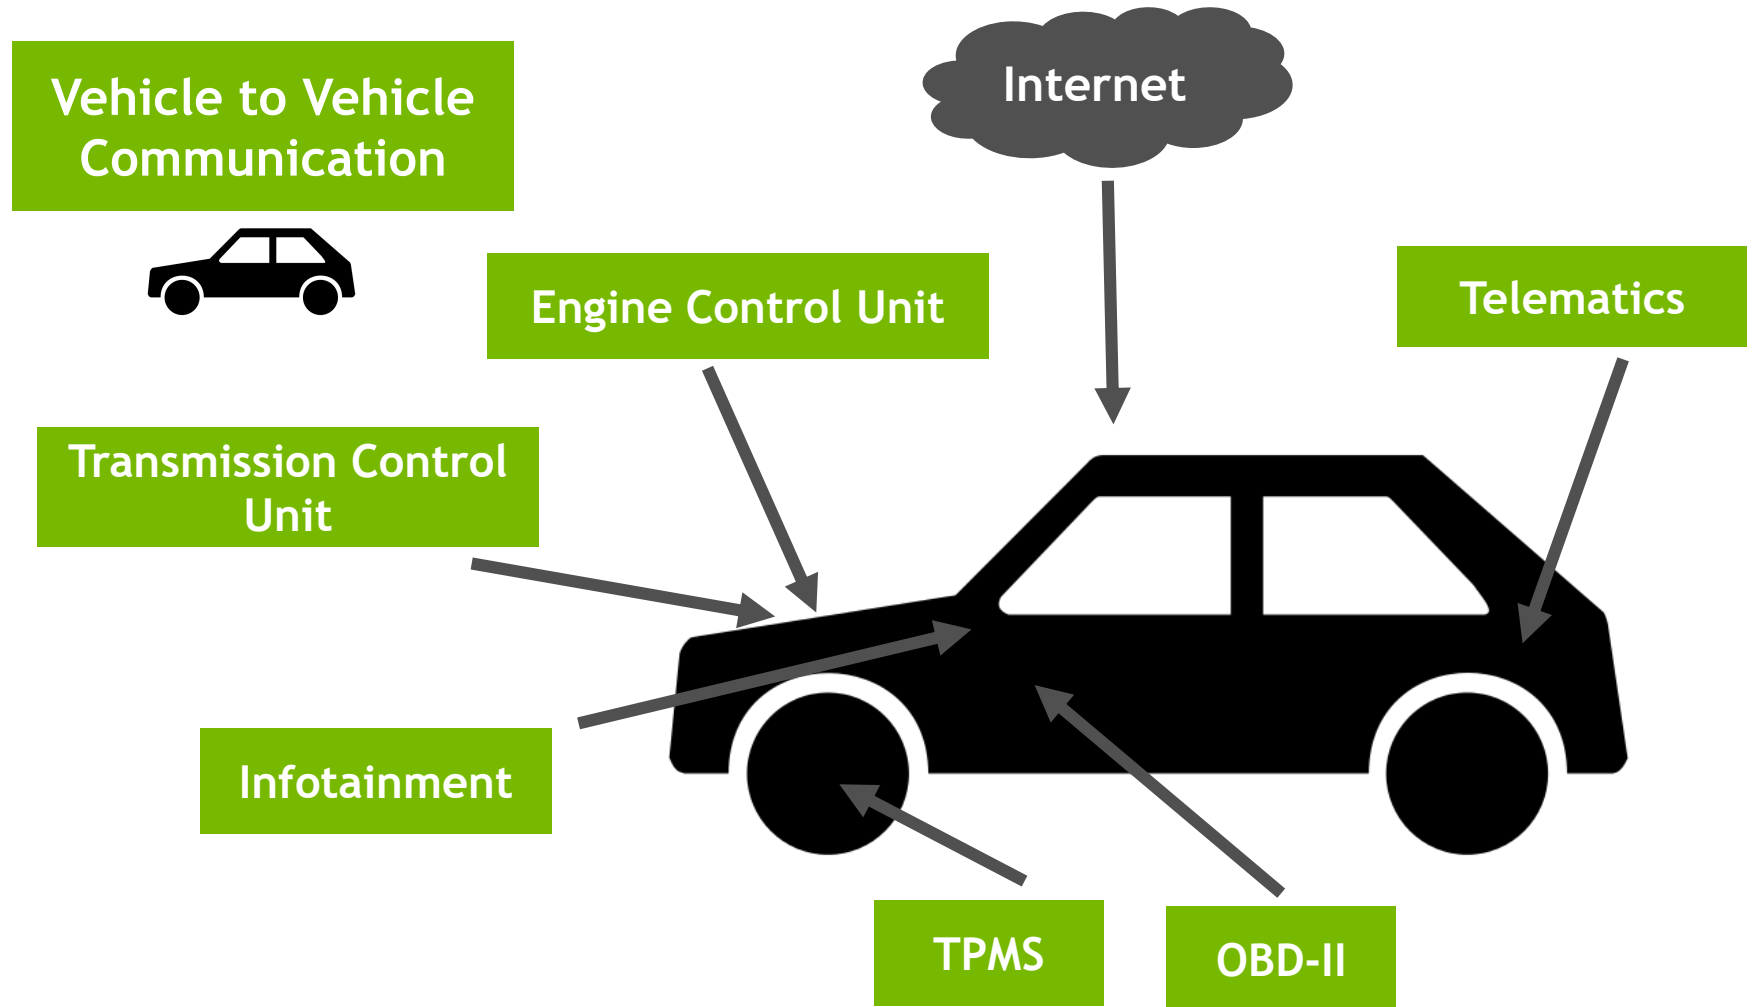 Vehicle to Vehicle
Communication
Internet
Engine Control Unit
Telematics
Transmission Control
Unit
Infotainment
TPMS
OBD-II